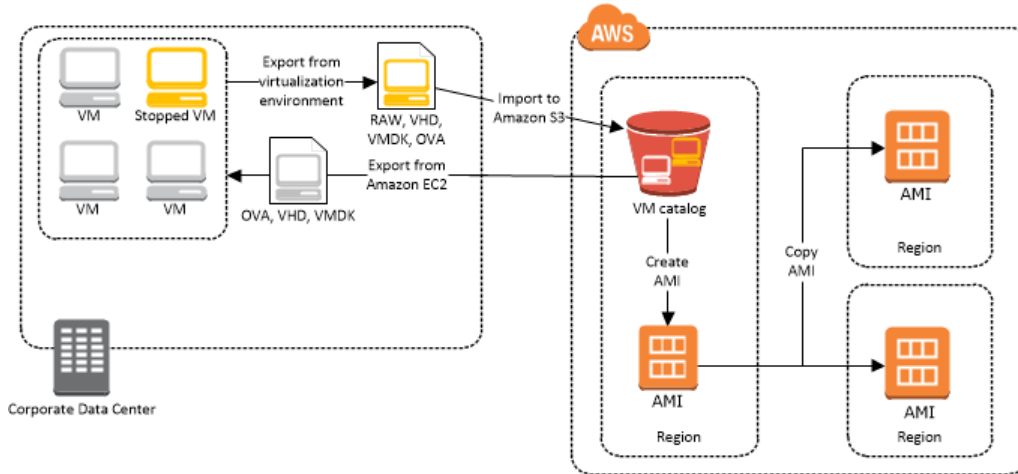 AWS
VM
Stopped VM
VM
VM
Export from
virtualization
environment
RAW, VHD,
VMDK, OVA
Import to
Amazon S3
OVA, VHD, VMDK
Export from
Amazon EC2
Corporate Data Center
VM catalog
Create
AMI
AMI
Region
Copy
AMI
AMI
Region
AMI
Region